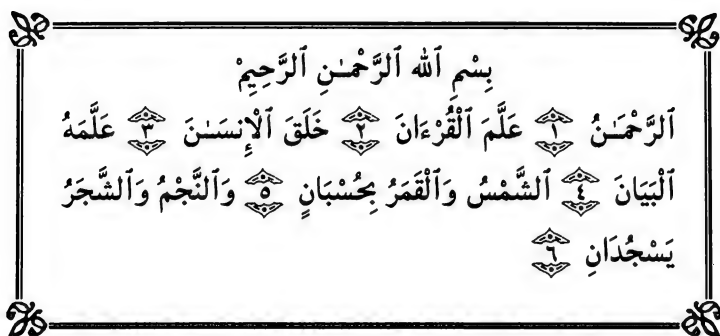 بِسْمِ ٱلله ٱلرَّحْمَـٰنِ ٱلرَّحِيمْ
ٱلرَّحْمَـٰنُ ١ عَلَّمَ ٱلْقُرْءَانَ ٢ خَلَقَ ٱلْإِنسَـٰنَ ٣ عَلَّمَهُ
ٱلْبَيَانَ ٤ ٱلشَّمْسُ وَٱلْقَمَرُ بِحُسْبَانٍ ٥ وَٱلنَّجْمُ وَٱلشَّجَرُ
يَسْجُدَانِ ٦